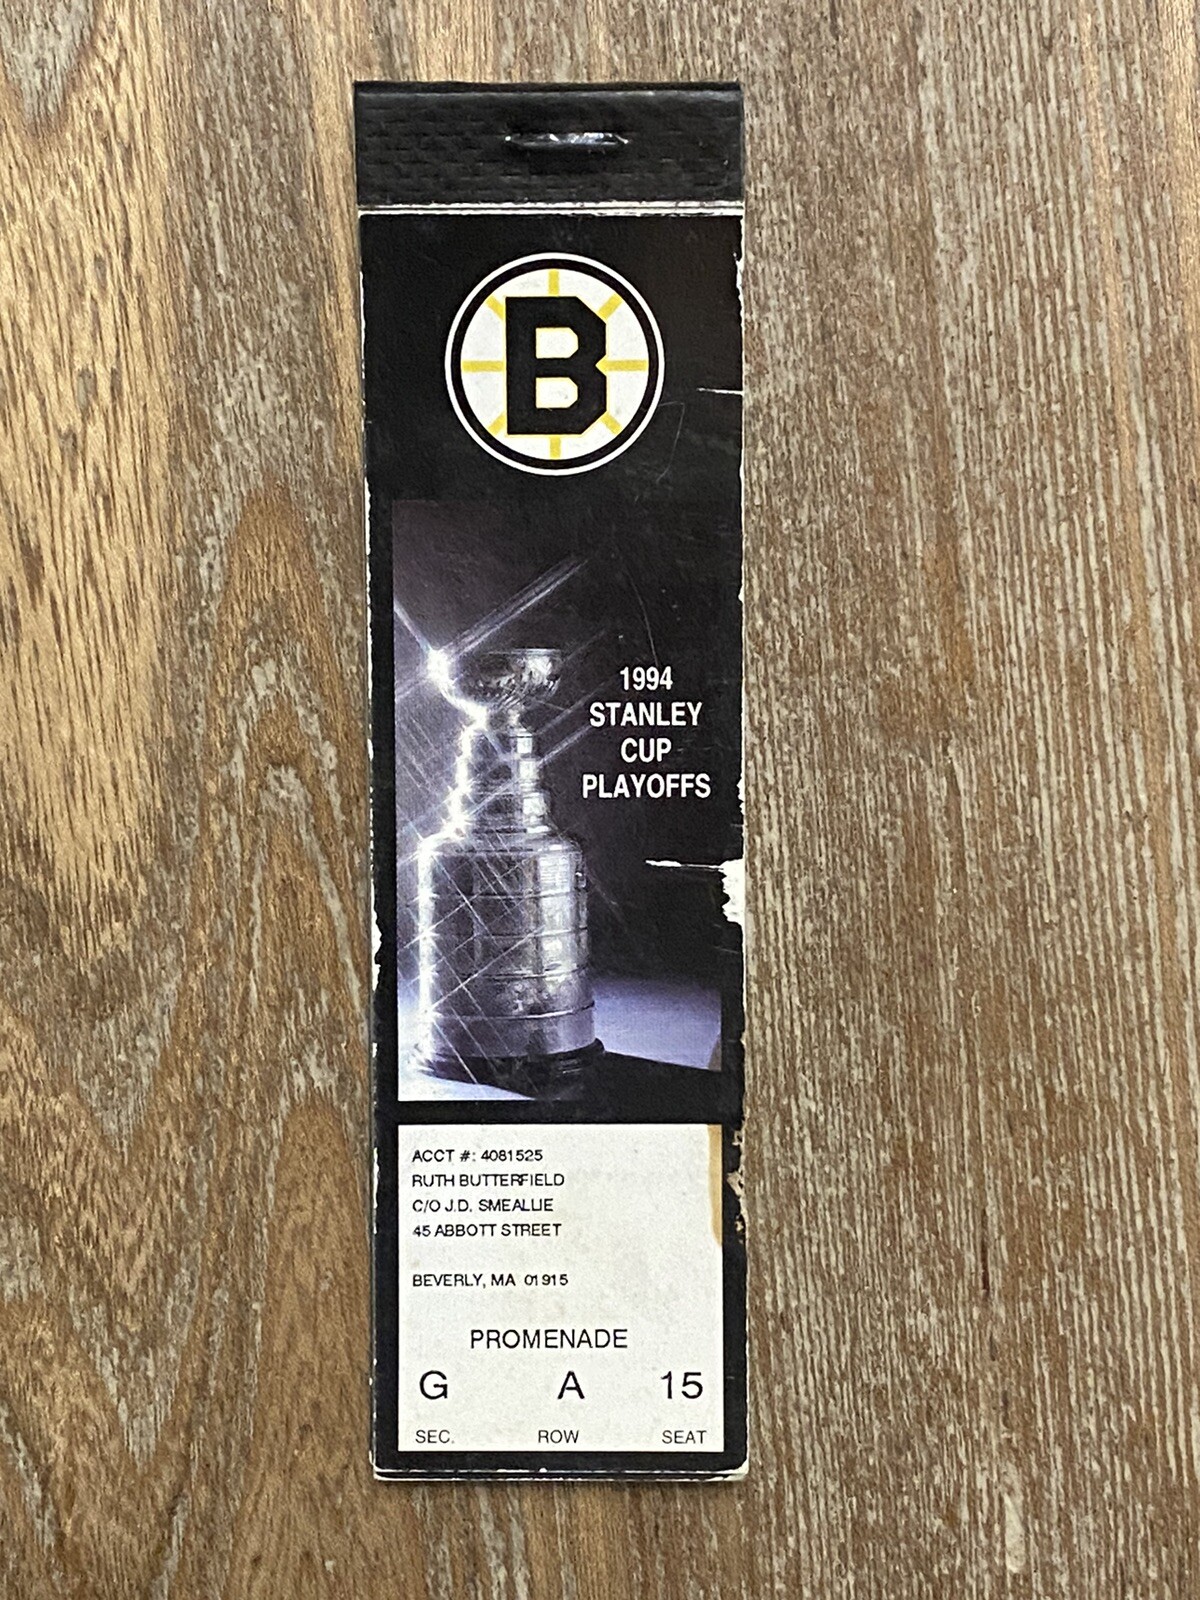 B
1994
STANLEY
CUP
PLAYOFFS
ACCT #: 4081525
RUTH BUTTERFIELD
C/O J.D. SMEALLIE
45 ABBOTT STREET
BEVERLY, MA 01915
PROMENADE
G A 15
SEC. ROW SEAT